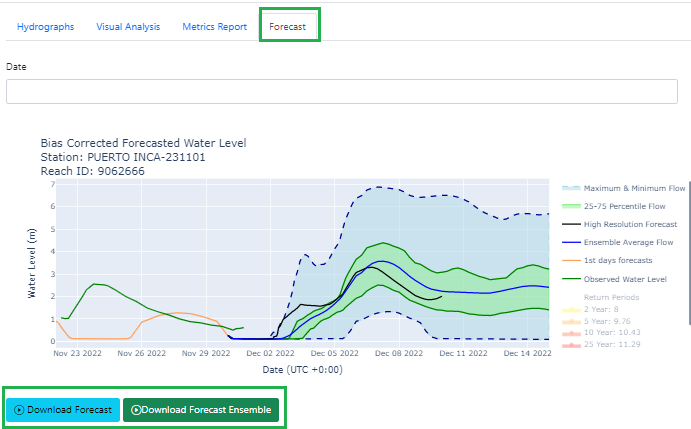 Hydrographs Visual Analysis Metrics Report Forecast
Date
Bias Corrected Forecasted Water Level
Station: PUERTO INCA-231101
Reach ID: 9062666
7
6
5
4
3
2
1
0
Water Level (m)
Nov 23 2022 Nov 26 2022 Nov 29 2022 Dec 02 2022 Dec 05 2022 Dec 08 2022 Dec 11 2022 Dec 14 2022
Date (UTC +0:00)
Maximum & Minimum Flow
25-75 Percentile Flow
High Resolution Forecast
Ensemble Average Flow
1st days forecasts
Observed Water Level
Return Periods
2 Year: 8
5 Year: 9.76
10 Year: 10.43
25 Year: 11.29
Download Forecast Download Forecast Ensemble